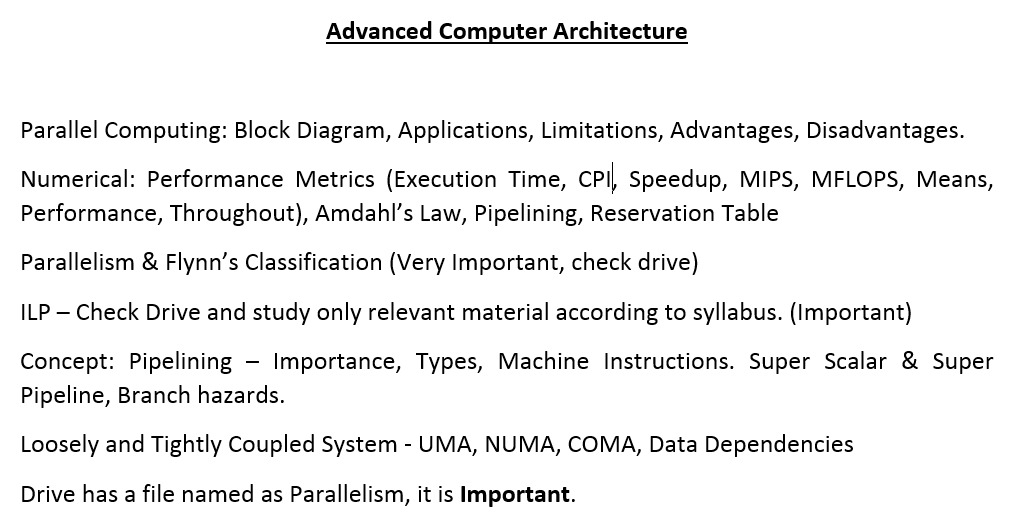 Advanced Computer Architecture
Parallel Computing: Block Diagram, Applications, Limitations, Advantages, Disadvantages.
Numerical: Performance Metrics (Execution Time, CPI, Speedup, MIPS, MFLOPS, Means,
Performance, Throughout), Amdahl’s Law, Pipelining, Reservation Table
Parallelism & Flynn’s Classification (Very Important, check drive)
ILP – Check Drive and study only relevant material according to syllabus. (Important)
Concept: Pipelining – Importance, Types, Machine Instructions. Super Scalar & Super
Pipeline, Branch hazards.
Loosely and Tightly Coupled System - UMA, NUMA, COMA, Data Dependencies
Drive has a file named as Parallelism, it is Important.